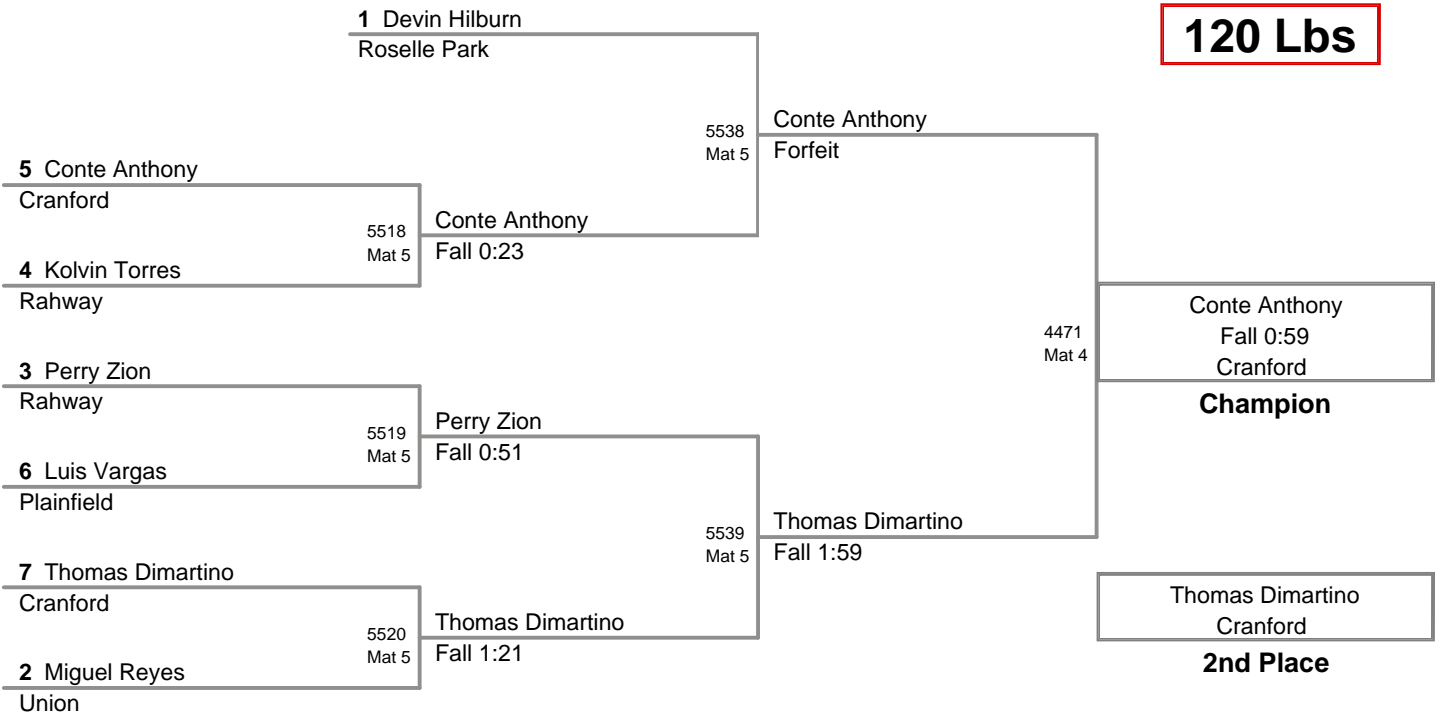 1 Devin Hilburn
Roselle Park
120 Lbs
5538
Mat 5
Conte Anthony
Forfeit
5 Conte Anthony
Cranford
5518
Mat 5
Conte Anthony
Fall 0:23
4 Kolvin Torres
Rahway
4471
Mat 4
Conte Anthony
Fall 0:59
Cranford
Champion
3 Perry Zion
Rahway
5519
Mat 5
Perry Zion
Fall 0:51
6 Luis Vargas
Plainfield
5539
Mat 5
Thomas Dimartino
Fall 1:59
7 Thomas Dimartino
Cranford
5520
Mat 5
Thomas Dimartino
Fall 1:21
2 Miguel Reyes
Union
Thomas Dimartino
Cranford
2nd Place